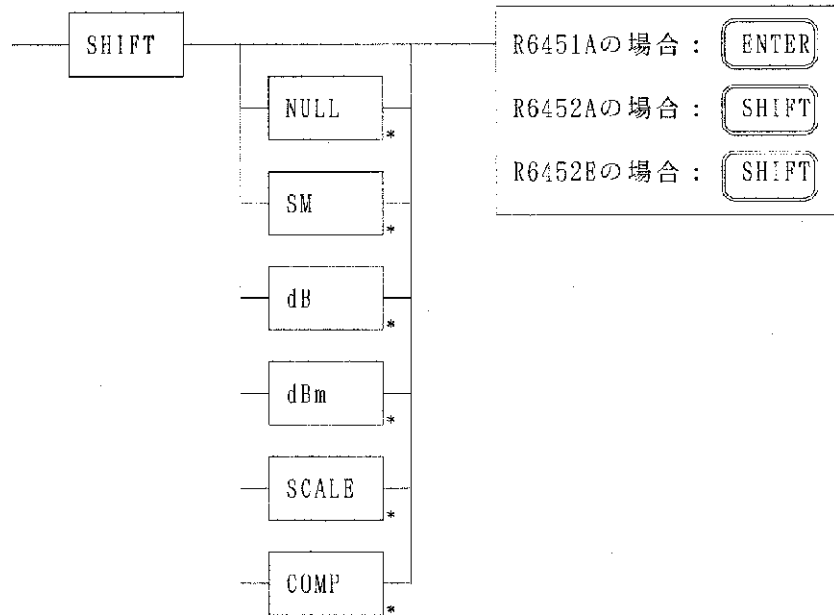 SHIFT
R6451Aの場合： ENTER
R6452Aの場合： SHIFT
R6452Eの場合： SHIFT
NULL
*
SM
*
dB
*
dBm
*
SCALE
*
COMP
*